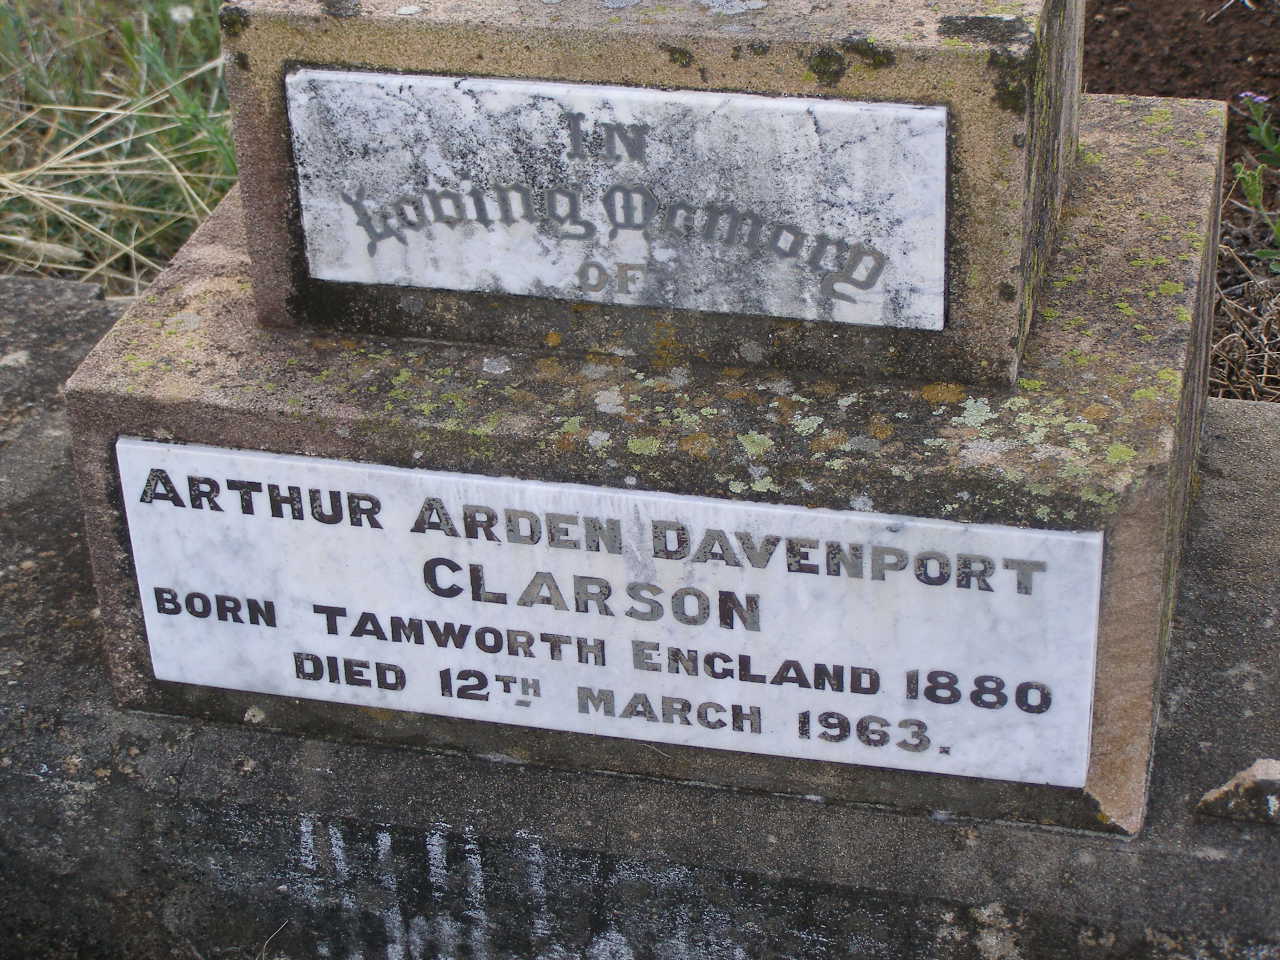 IN
Loving Memory
OF
ARTHUR ARDEN DAVENPORT
CLARSON
BORN TAMWORTH ENGLAND 1880
DIED 12TH MARCH 1963.